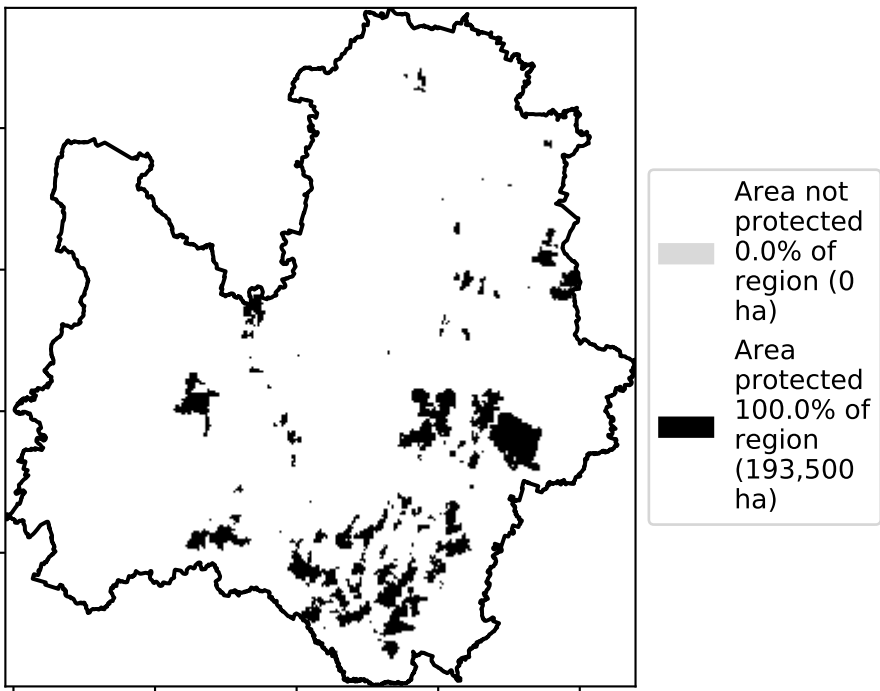 Area not
protected
0.0% of
region (0
ha)
Area
protected
100.0% of
region
(193,500
ha)